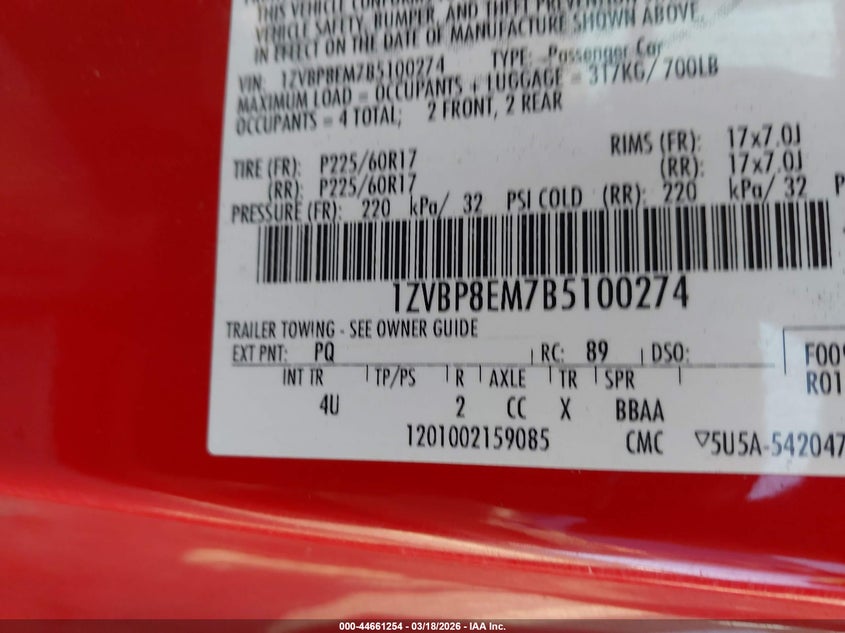 THIS VEHICLE CONFORMS
VEHICLE SAFETY, BUMPER, AND THEFT PREVENTION
IN EFFECT ON THE DATE OF MANUFACTURE SHOWN ABOVE
VIN: 1ZVBP8EM7B5100274 TYPE: Passenger Car
MAXIMUM LOAD = OCCUPANTS + LUGGAGE = 317KG/ 700LB
OCCUPANTS = 4 TOTAL; 2 FRONT, 2 REAR
TIRE (FR): P225/60R17 RIMS (FR): 17x7.0J
(RR): P225/60R17 (RR): 17x7.0J
PRESSURE (FR): 220 kPa/ 32 PSI COLD (RR): 220 kPa/ 32 P
1ZVBP8EM7B5100274
TRAILER TOWING - SEE OWNER GUIDE
EXT PNT: PQ RC: 89 DSO: F009
INT TR TP/PS R AXLE TR SPR R01
4U 2 CC X BBAA
1201002159085 CMC ▽5U5A-542047
000-44661254 - 03/18/2026 - IAA Inc.